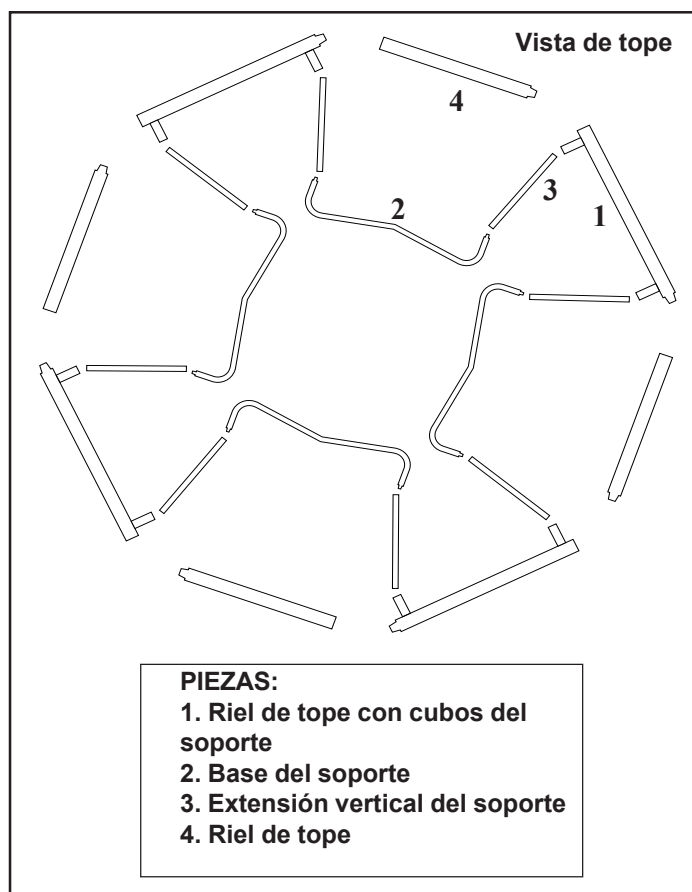 Vista de tope
4
3
1
2
PIEZAS:
1. Riel de tope con cubos del
soporte
2. Base del soporte
3. Extensión vertical del soporte
4. Riel de tope